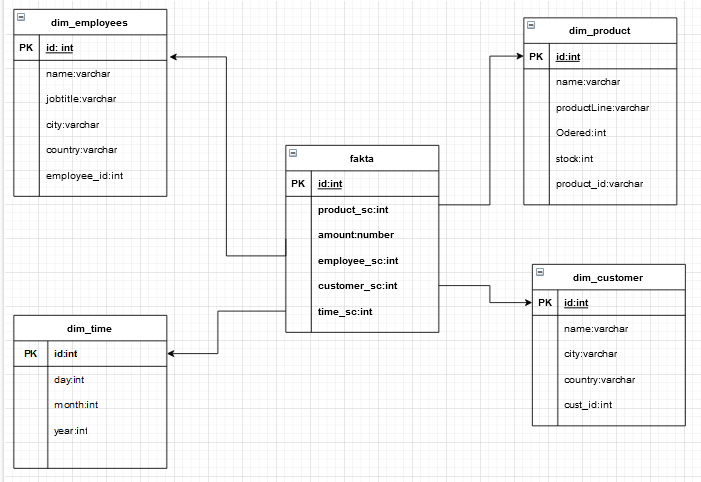 dim_employees
PK id: int
name:varchar
jobtitle:varchar
city:varchar
country:varchar
employee_id:int
dim_product
PK id:int
name:varchar
productLine:varchar
Odered:int
stock:int
product_id:varchar
fakta
PK id:int
product_sc:int
amount:number
employee_sc:int
customer_sc:int
time_sc:int
dim_customer
PK id:int
name:varchar
city:varchar
country:varchar
cust_id:int
dim_time
PK id:int
day:int
month:int
year:int